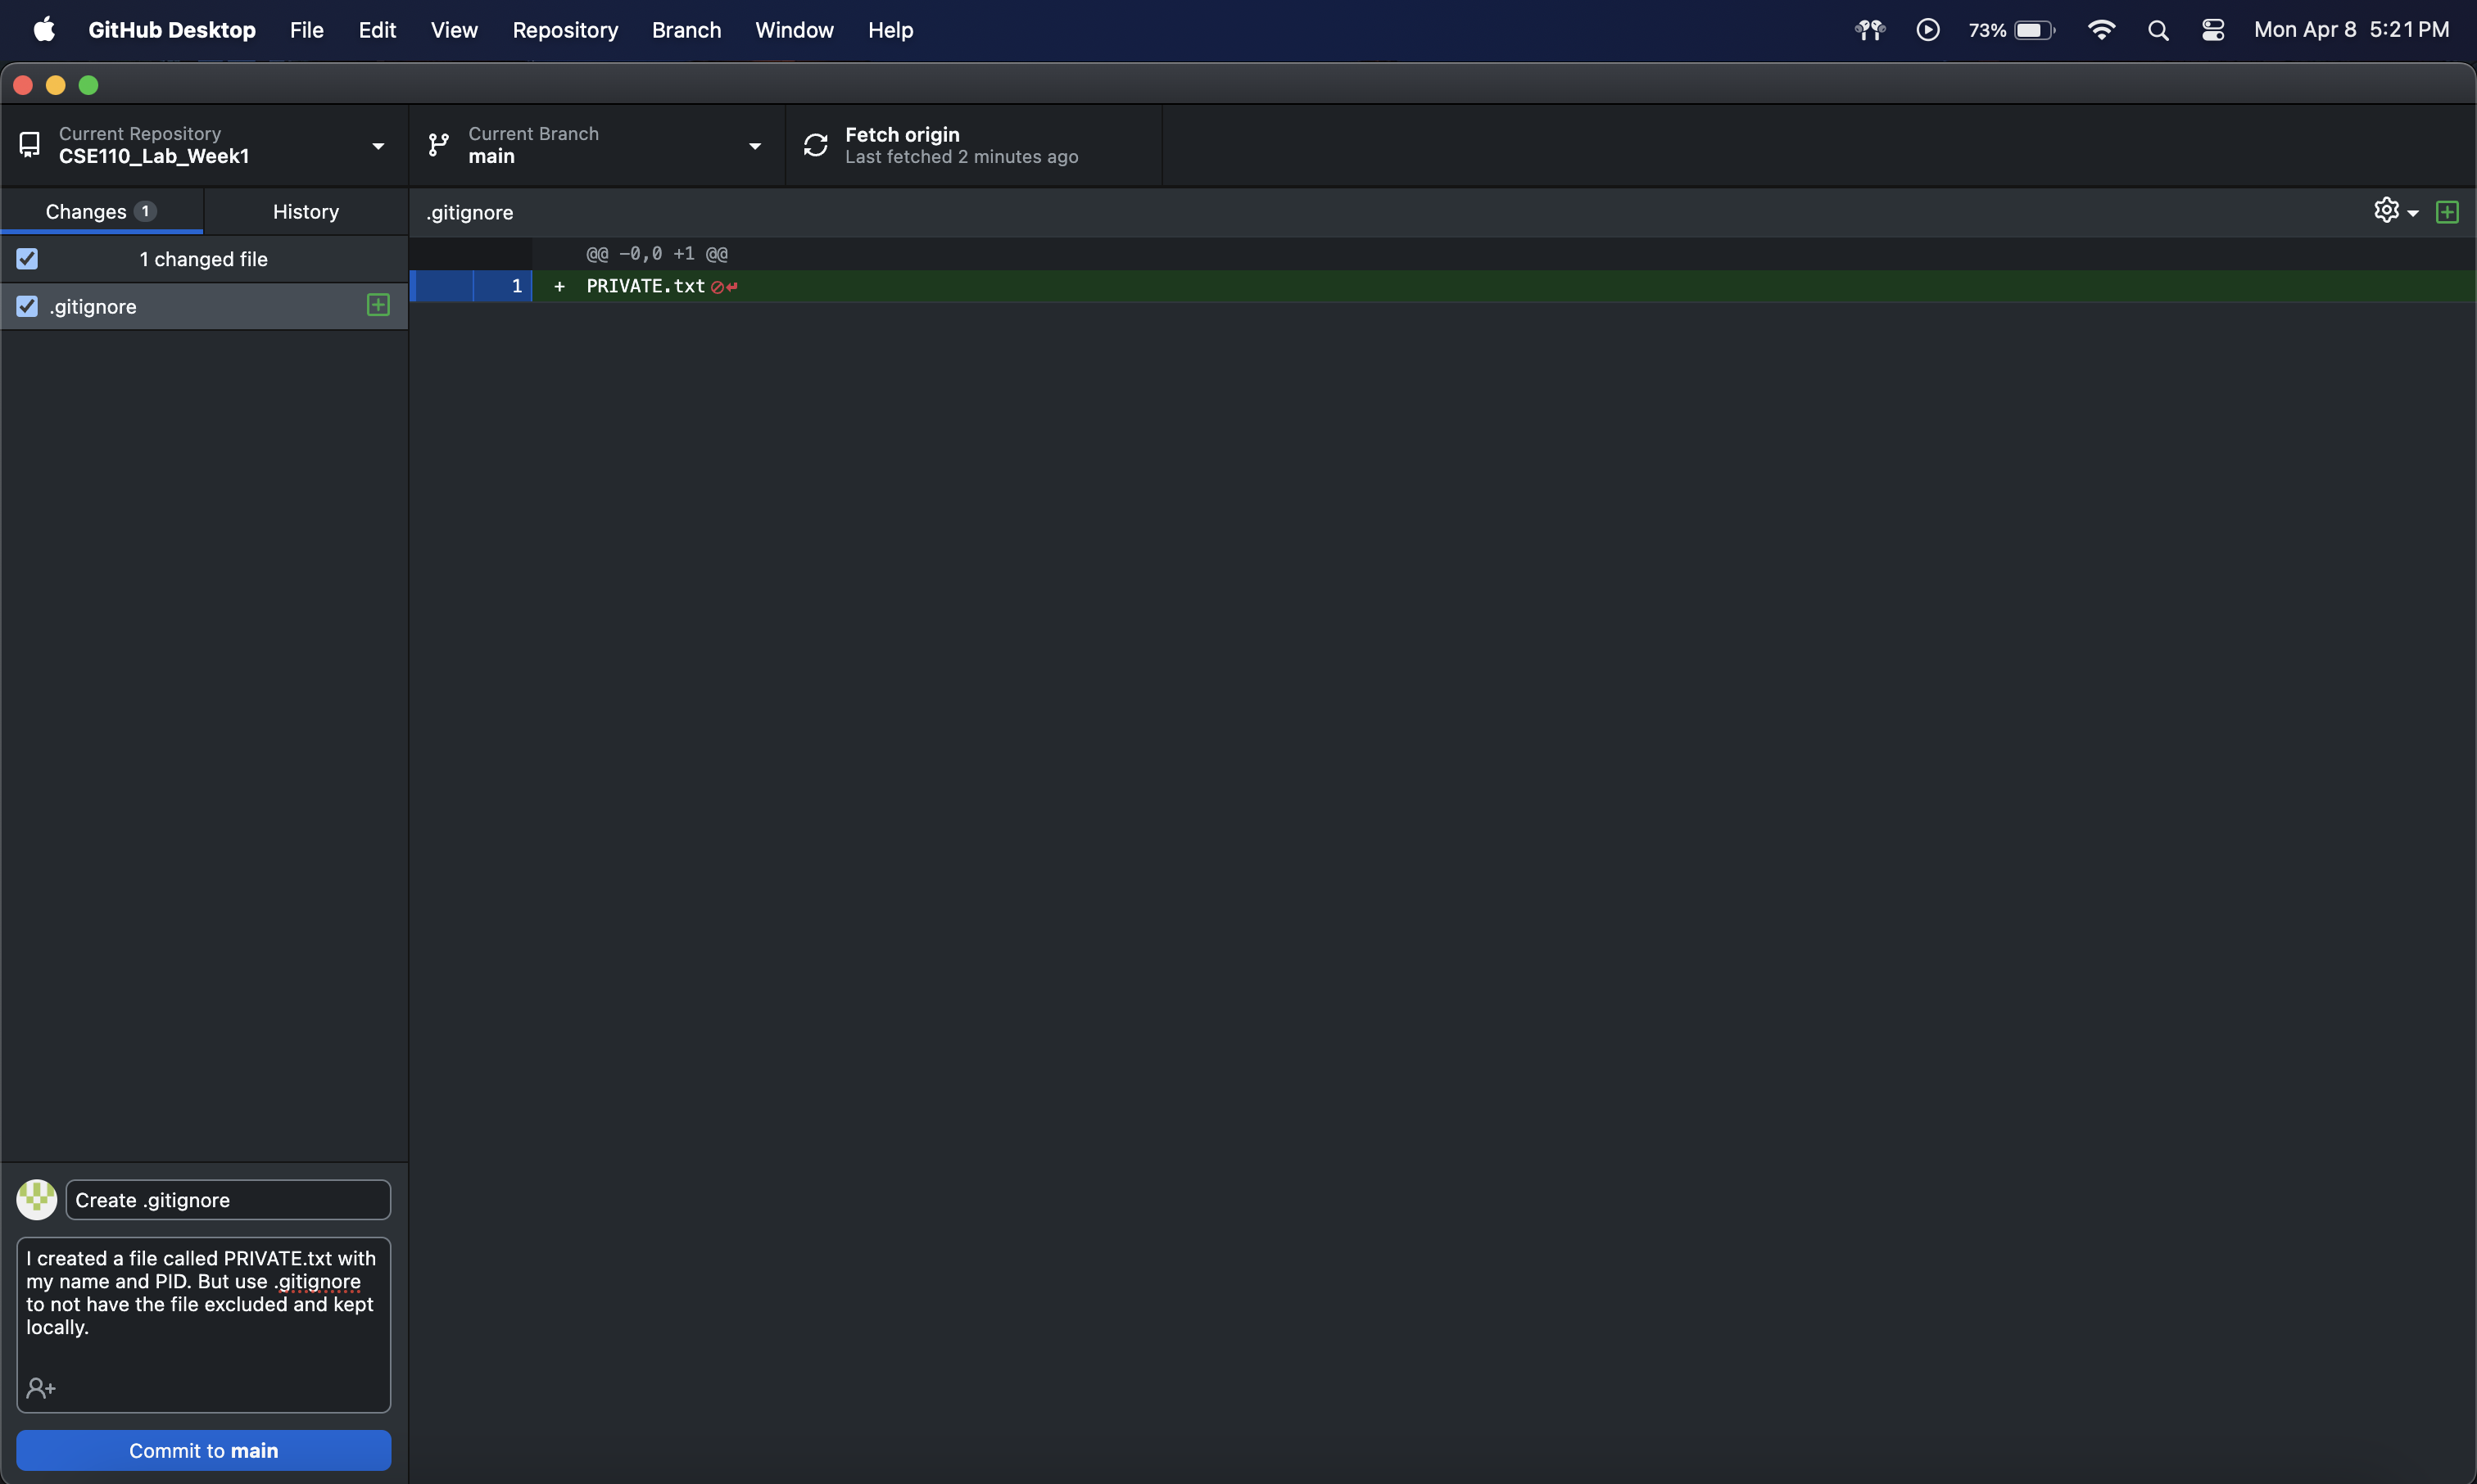 GitHub Desktop File Edit View Repository Branch Window Help 73% Mon Apr 8 5:21 PM
Current Repository
CSE110_Lab_Week1
Current Branch
main
Fetch origin
Last fetched 2 minutes ago
Changes 1
History
.gitignore
1 changed file
.gitignore
@@ -0,0 +1 @@
1 + PRIVATE.txt
Create .gitignore
I created a file called PRIVATE.txt with
my name and PID. But use .gitignore
to not have the file excluded and kept
locally.
Commit to main